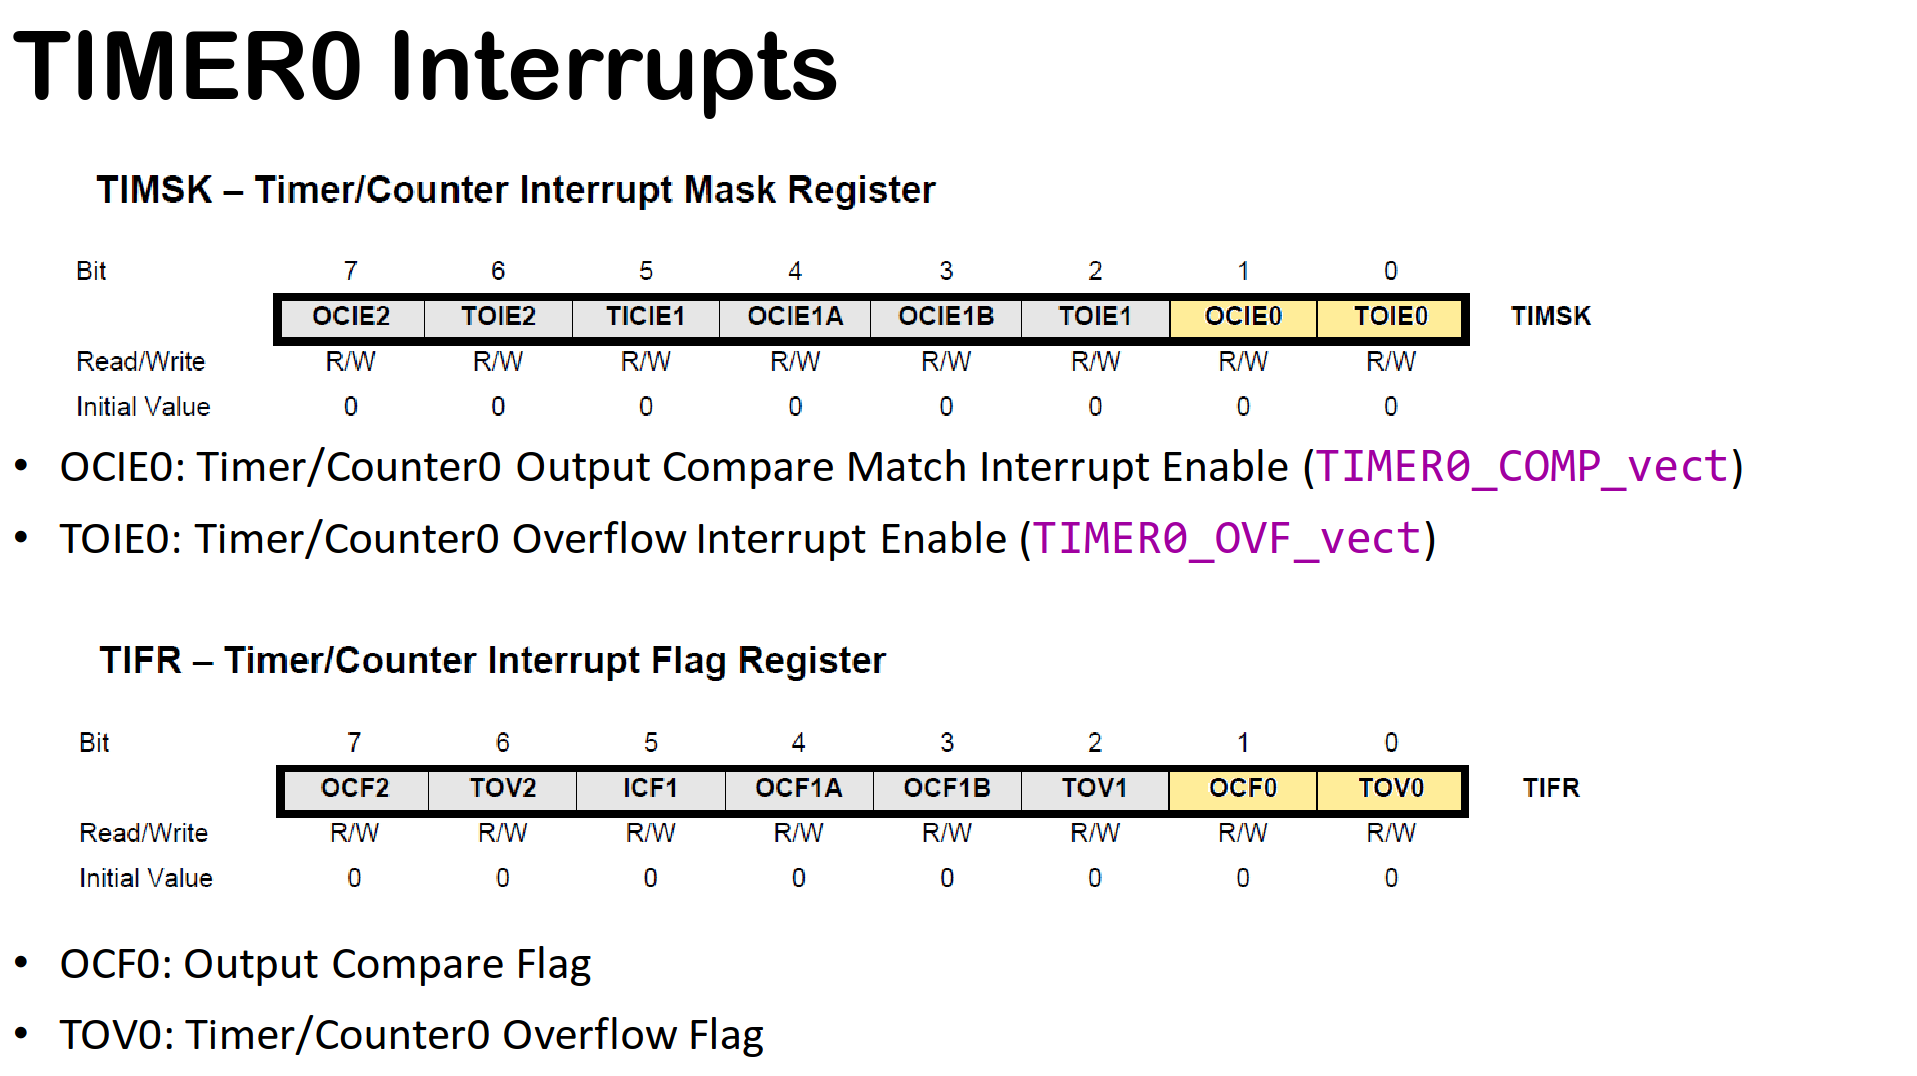 TIMER0 Interrupts
TIMSK – Timer/Counter Interrupt Mask Register
Bit 7 6 5 4 3 2 1 0
OCIE2 TOIE2 TICIE1 OCIE1A OCIE1B TOIE1 OCIE0 TOIE0 TIMSK
Read/Write R/W R/W R/W R/W R/W R/W R/W R/W
Initial Value 0 0 0 0 0 0 0 0
• OCIE0: Timer/Counter0 Output Compare Match Interrupt Enable (TIMER0_COMP_vect)
• TOIE0: Timer/Counter0 Overflow Interrupt Enable (TIMER0_OVF_vect)
TIFR – Timer/Counter Interrupt Flag Register
Bit 7 6 5 4 3 2 1 0
OCF2 TOV2 ICF1 OCF1A OCF1B TOV1 OCF0 TOV0 TIFR
Read/Write R/W R/W R/W R/W R/W R/W R/W R/W
Initial Value 0 0 0 0 0 0 0 0
• OCF0: Output Compare Flag
• TOV0: Timer/Counter0 Overflow Flag